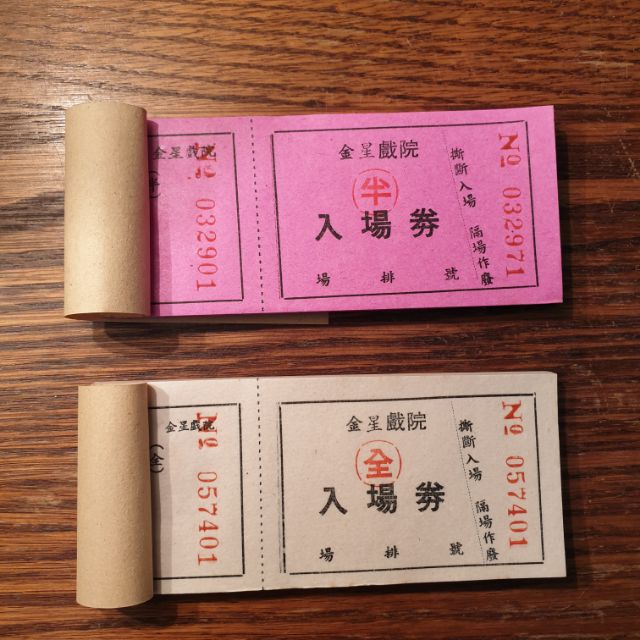 金星戲院
№ 032901
金星戲院
半
入場券
場 排 號
撕斷入場 隔場作廢
№ 032971
金星戲院
(全)
№ 057401
金星戲院
全
入場券
場 排 號
撕斷入場 隔場作廢
№ 057401